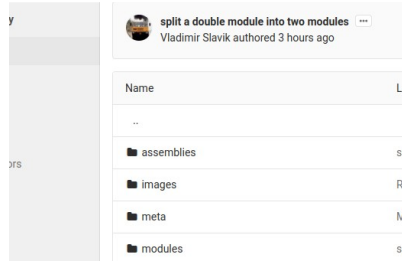 y
split a double module into two modules ...
Vladimir Slavik authored 3 hours ago
Name
L
..
assemblies
s
ors
images
R
meta
M
modules
s